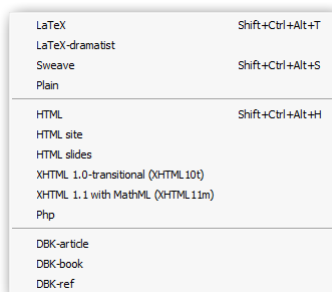 LaTeX Shift+Ctrl+Alt+T
LaTeX-dramatist
Sweave Shift+Ctrl+Alt+S
Plain
HTML Shift+Ctrl+Alt+H
HTML site
HTML slides
XHTML 1.0-transitional (XHTML10t)
XHTML 1.1 with MathML (XHTML11m)
Php
DBK-article
DBK-book
DBK-ref